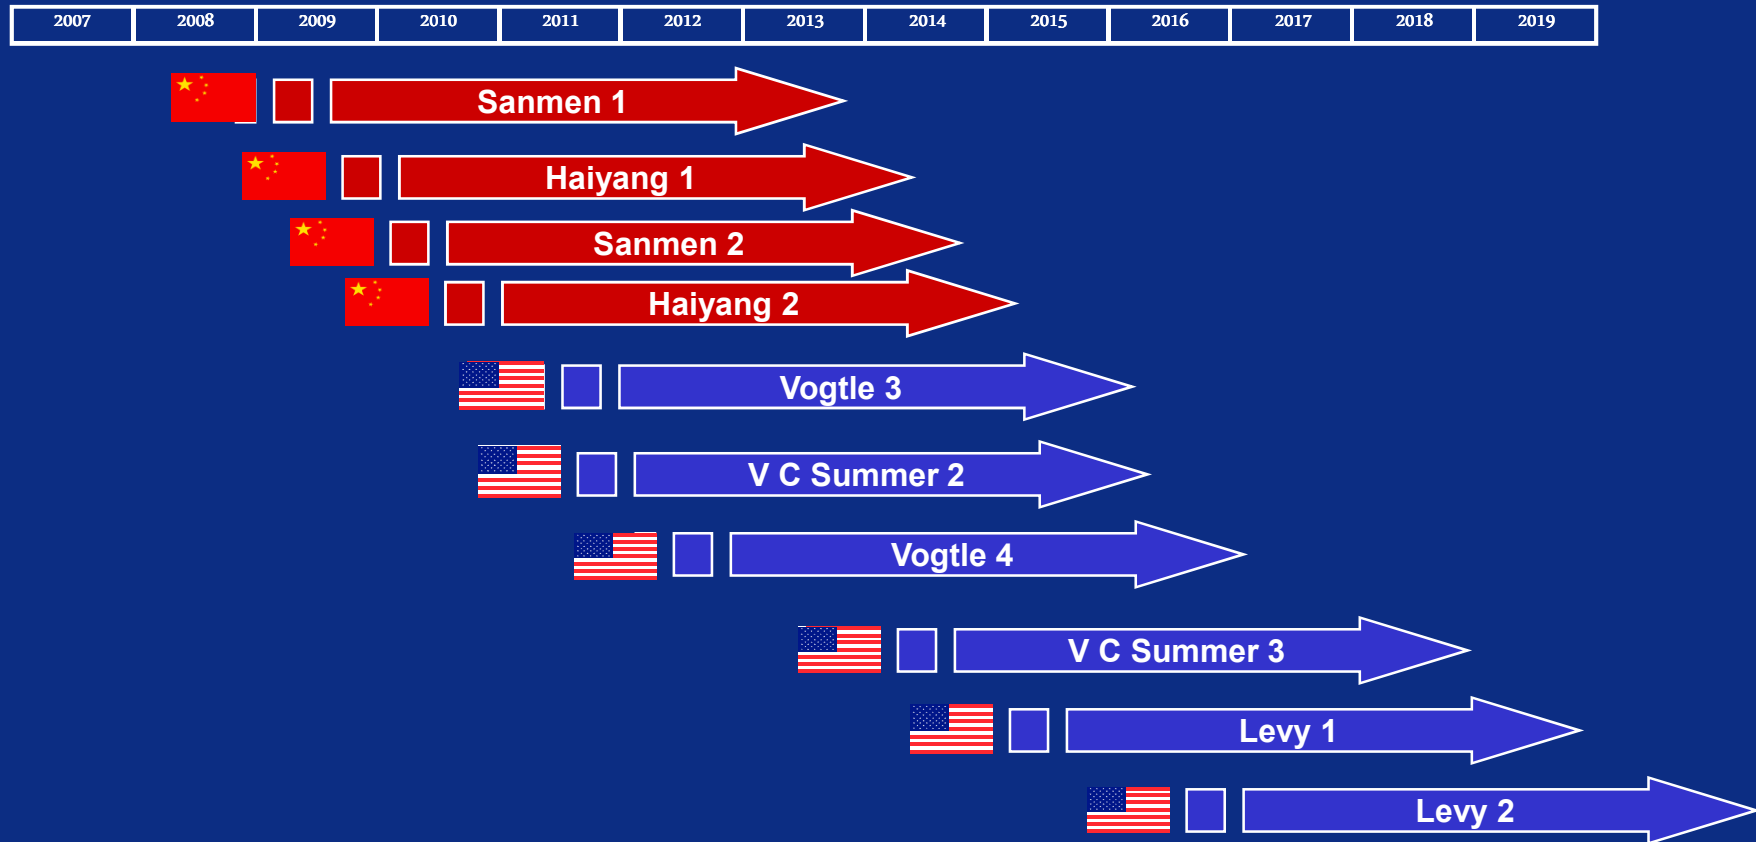 2007 2008 2009 2010 2011 2012 2013 2014 2015 2016 2017 2018 2019
Sanmen 1
Haiyang 1
Sanmen 2
Haiyang 2
Vogtle 3
V C Summer 2
Vogtle 4
V C Summer 3
Levy 1
Levy 2